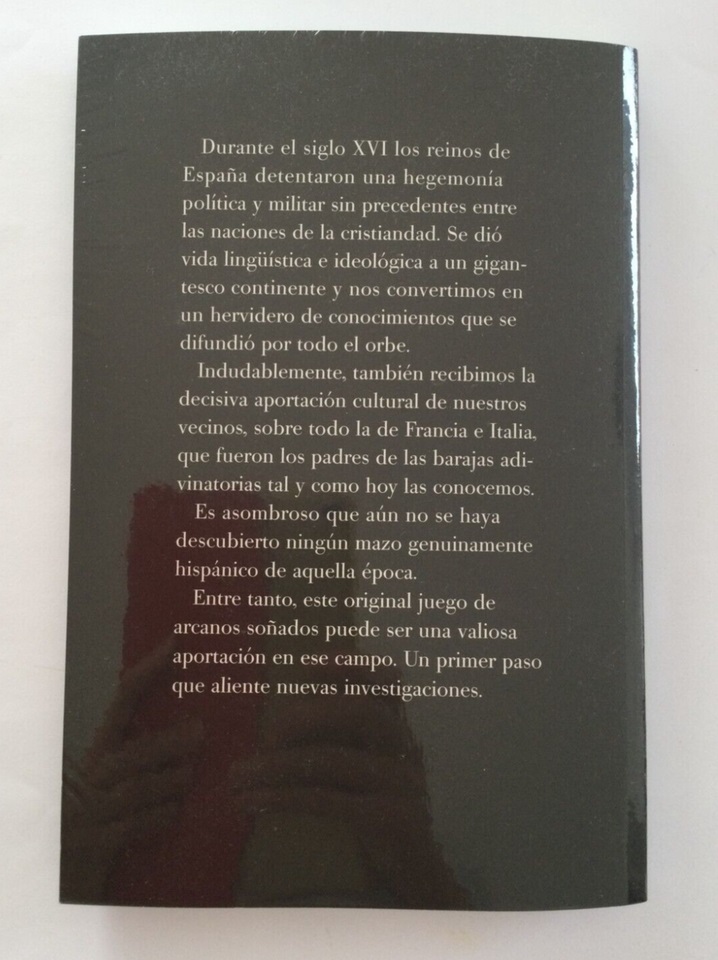 Durante el siglo XVI los reinos de
España detentaron una hegemonía
política y militar sin precedentes entre
las naciones de la cristiandad. Se dió
vida lingüística e ideológica a un gigan-
tesco continente y nos convertimos en
un hervidero de conocimientos que se
difundió por todo el orbe.
Indudablemente, también recibimos la
decisiva aportación cultural de nuestros
vecinos, sobre todo la de Francia e Italia,
que fueron los padres de las barajas adi-
vinatorias tal y como hoy las conocemos.
Es asombroso que aún no se haya
descubierto ningún mazo genuinamente
hispánico de aquella época.
Entre tanto, este original juego de
arcanos soñados puede ser una valiosa
aportación en ese campo. Un primer paso
que aliente nuevas investigaciones.